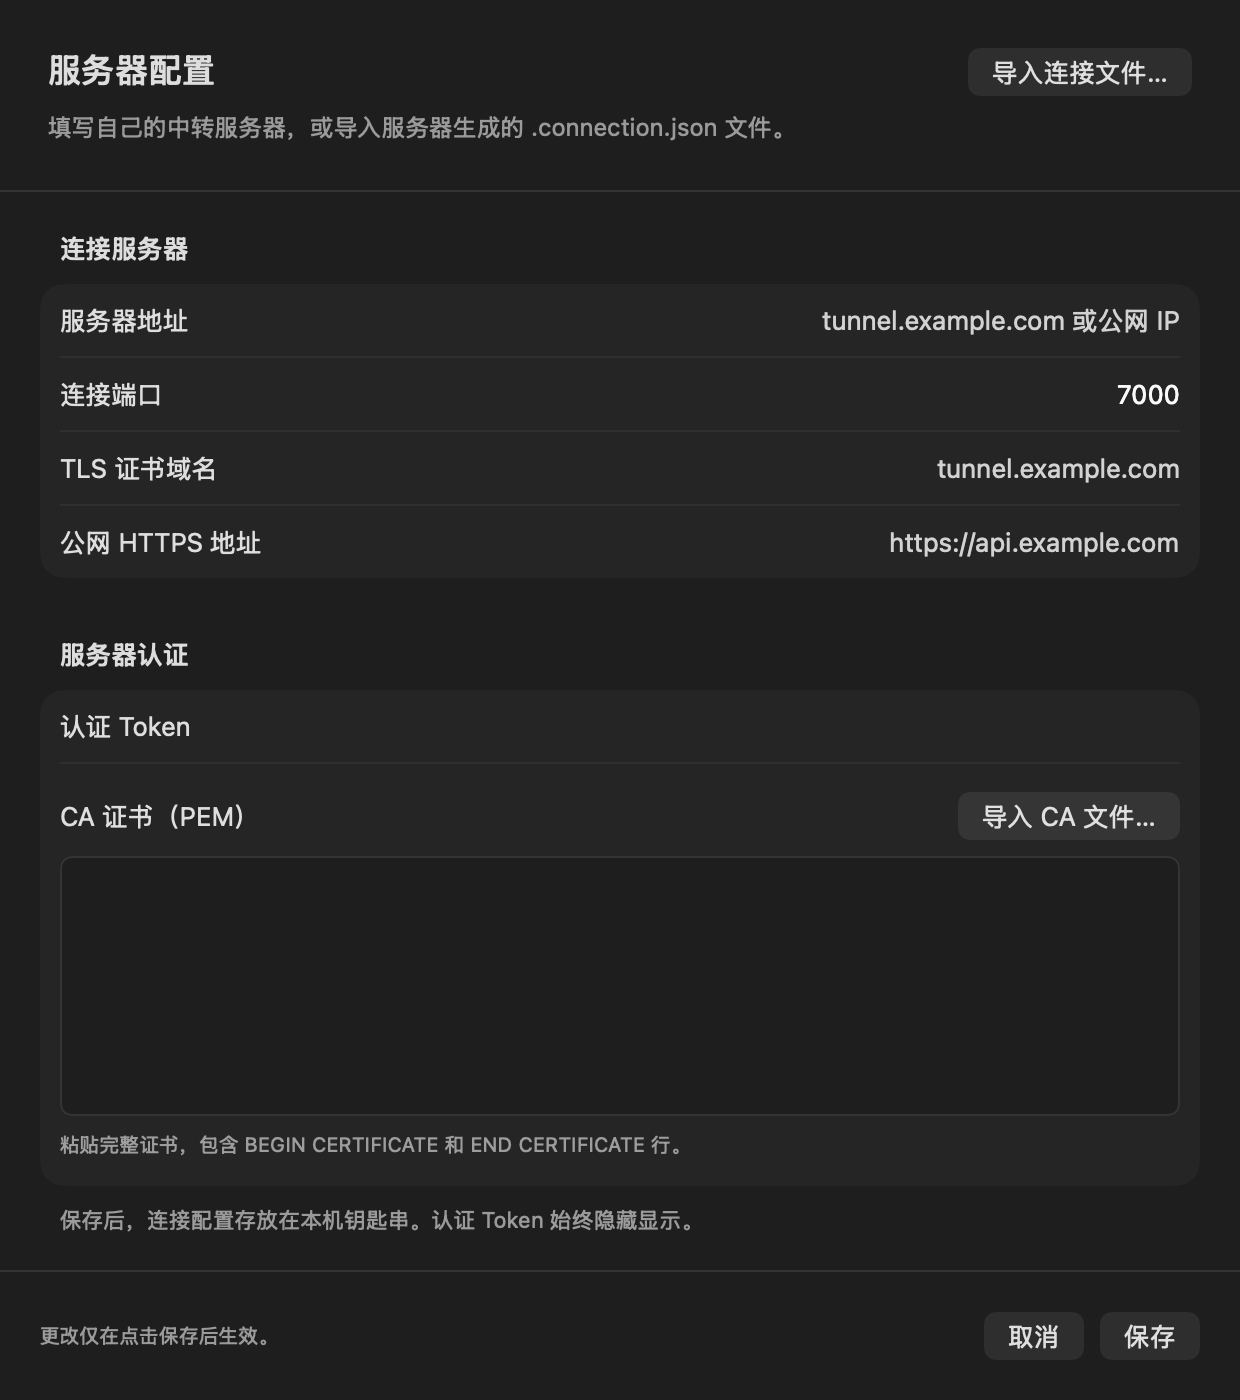 服务器配置
导入连接文件...
填写自己的中转服务器，或导入服务器生成的 .connection.json 文件。
连接服务器
服务器地址 tunnel.example.com 或公网 IP
连接端口 7000
TLS 证书域名 tunnel.example.com
公网 HTTPS 地址 https://api.example.com
服务器认证
认证 Token
CA 证书（PEM） 导入 CA 文件...
粘贴完整证书，包含 BEGIN CERTIFICATE 和 END CERTIFICATE 行。
保存后，连接配置存放在本机钥匙串。认证 Token 始终隐藏显示。
更改仅在点击保存后生效。 取消 保存